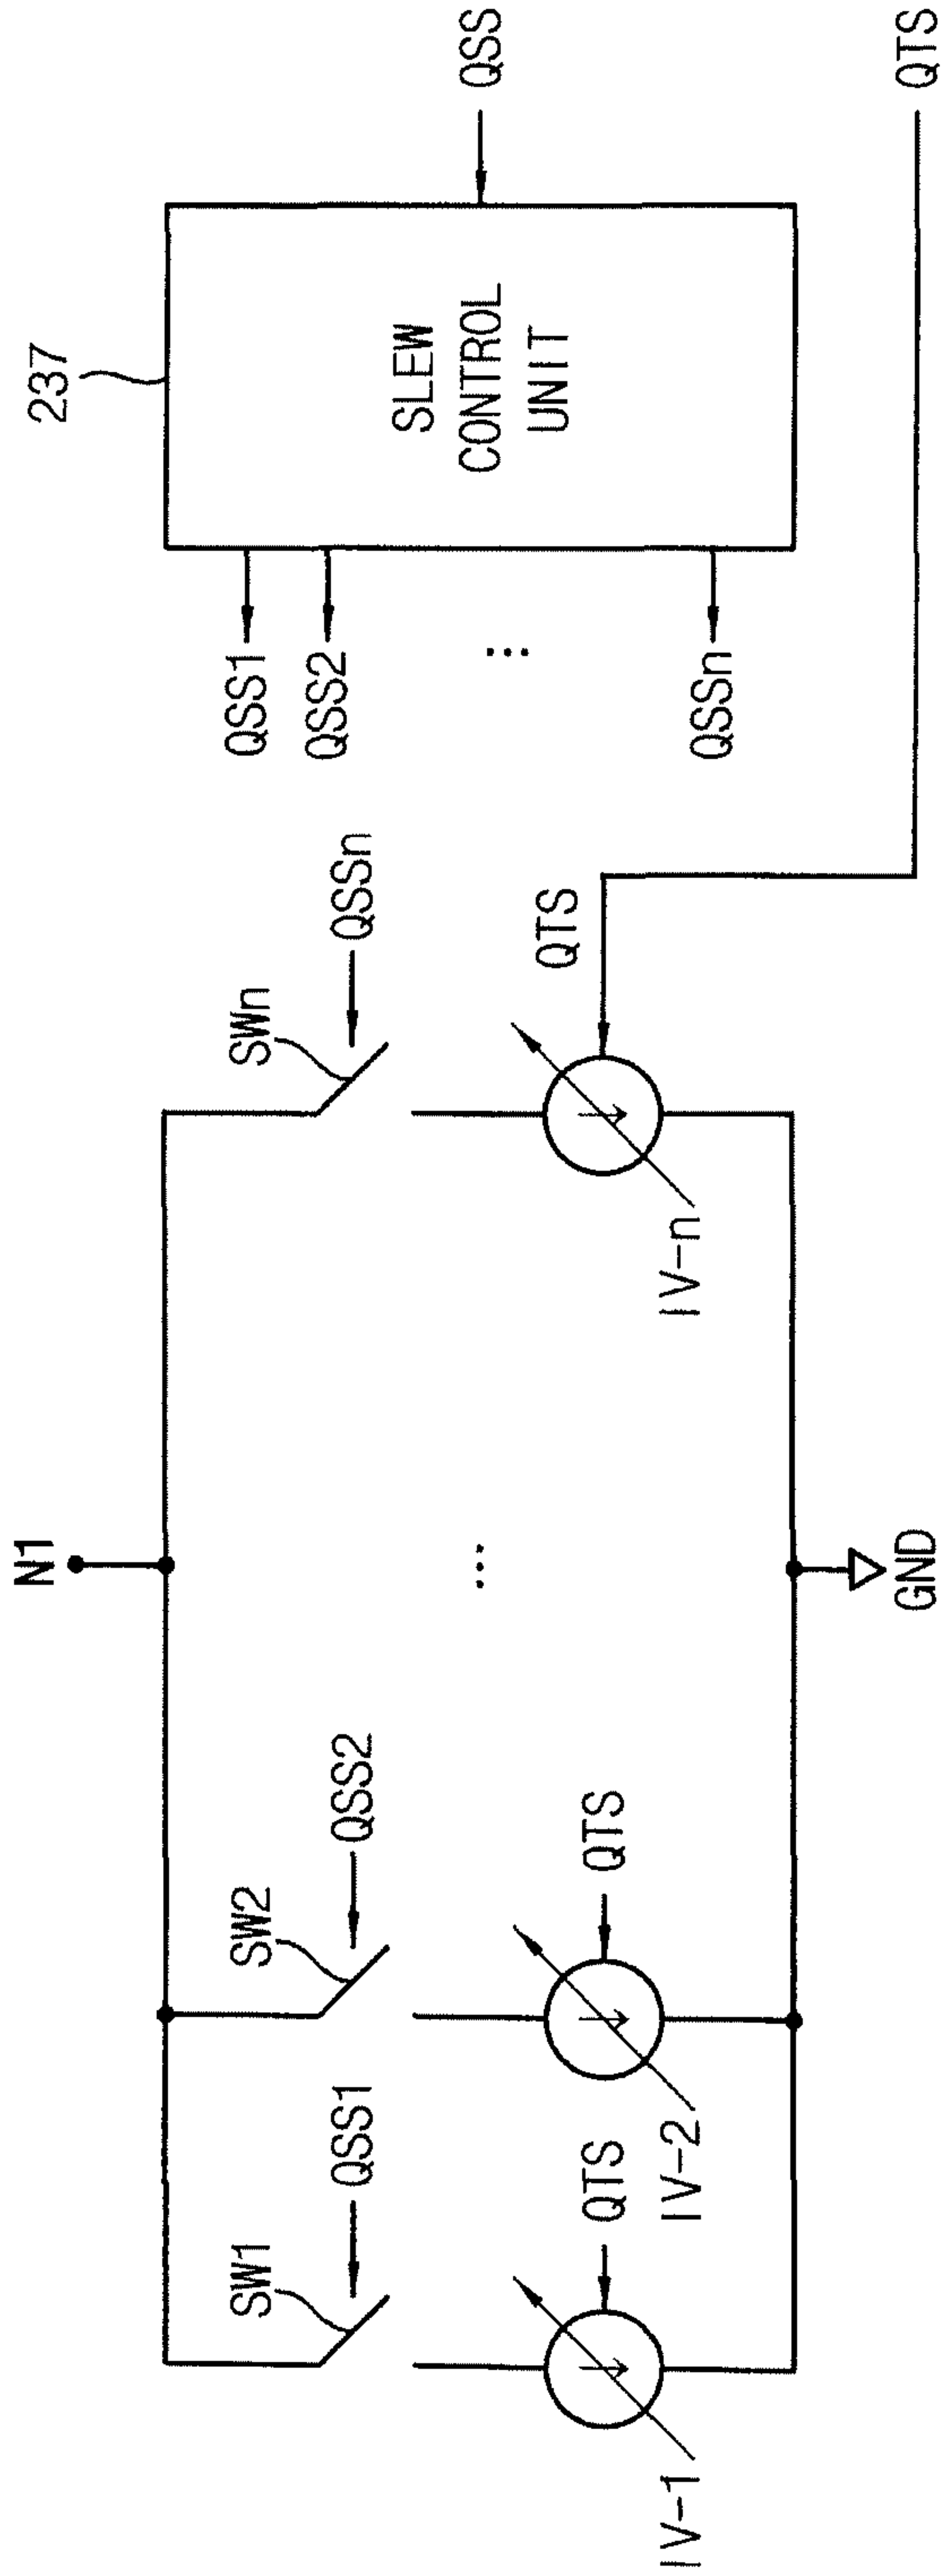 N1
237
SW1
QSS1
SW2
QSS2
...
SWn
QSSn
QSS1
QSS2
...
QSSn
SLEW
CONTROL
UNIT
QSS
QTS
IV-1
QTS
IV-2
QTS
IV-n
GND
QTS